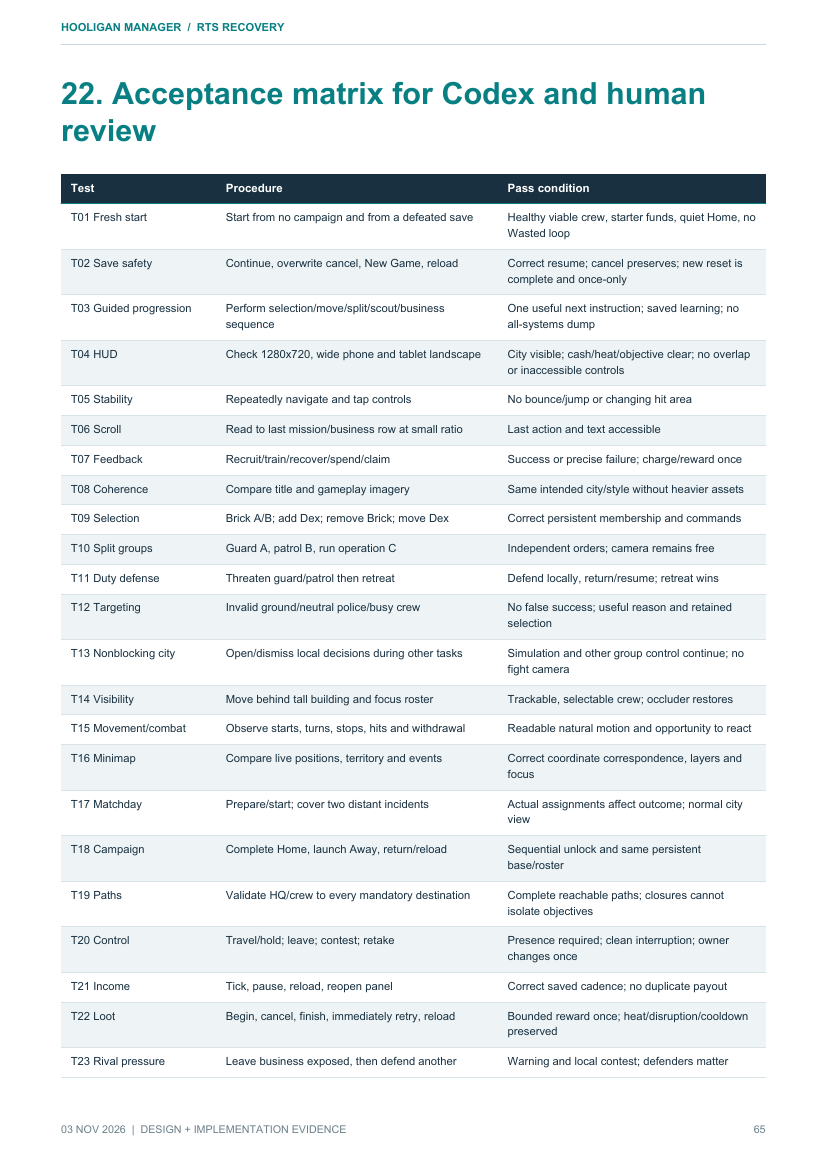 HOOLIGAN MANAGER / RTS RECOVERY
22. Acceptance matrix for Codex and human
review
Test Procedure Pass condition
T01 Fresh start Start from no campaign and from a defeated save Healthy viable crew, starter funds, quiet Home, no
Wasted loop
T02 Save safety Continue, overwrite cancel, New Game, reload Correct resume; cancel preserves; new reset is
complete and once-only
T03 Guided progression Perform selection/move/split/scout/business One useful next instruction; saved learning; no
sequence all-systems dump
T04 HUD Check 1280x720, wide phone and tablet landscape City visible; cash/heat/objective clear; no overlap
or inaccessible controls
T05 Stability Repeatedly navigate and tap controls No bounce/jump or changing hit area
T06 Scroll Read to last mission/business row at small ratio Last action and text accessible
T07 Feedback Recruit/train/recover/spend/claim Success or precise failure; charge/reward once
T08 Coherence Compare title and gameplay imagery Same intended city/style without heavier assets
T09 Selection Brick A/B; add Dex; remove Brick; move Dex Correct persistent membership and commands
T10 Split groups Guard A, patrol B, run operation C Independent orders; camera remains free
T11 Duty defense Threaten guard/patrol then retreat Defend locally, return/resume; retreat wins
T12 Targeting Invalid ground/neutral police/busy crew No false success; useful reason and retained
selection
T13 Nonblocking city Open/dismiss local decisions during other tasks Simulation and other group control continue; no
fight camera
T14 Visibility Move behind tall building and focus roster Trackable, selectable crew; occluder restores
T15 Movement/combat Observe starts, turns, stops, hits and withdrawal Readable natural motion and opportunity to react
T16 Minimap Compare live positions, territory and events Correct coordinate correspondence, layers and
focus
T17 Matchday Prepare/start; cover two distant incidents Actual assignments affect outcome; normal city
view
T18 Campaign Complete Home, launch Away, return/reload Sequential unlock and same persistent
base/roster
T19 Paths Validate HQ/crew to every mandatory destination Complete reachable paths; closures cannot
isolate objectives
T20 Control Travel/hold; leave; contest; retake Presence required; clean interruption; owner
changes once
T21 Income Tick, pause, reload, reopen panel Correct saved cadence; no duplicate payout
T22 Loot Begin, cancel, finish, immediately retry, reload Bounded reward once; heat/disruption/cooldown
preserved
T23 Rival pressure Leave business exposed, then defend another Warning and local contest; defenders matter
03 NOV 2026 | DESIGN + IMPLEMENTATION EVIDENCE 65